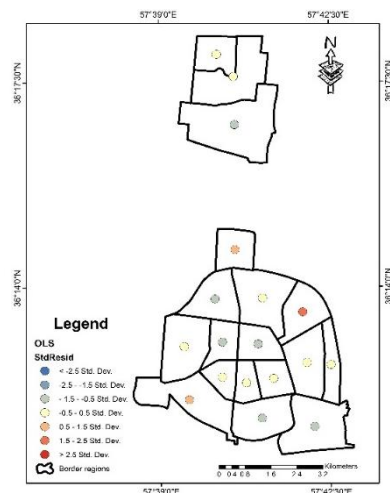 57°39'0"E 57°42'30"E
36°17'30"N 36°17'30"N
N
36°14'0"N 36°14'0"N
Legend
OLS
StdResid
< -2.5 Std. Dev.
-2.5 - -1.5 Std. Dev.
- 1.5 - -0.5 Std. Dev.
-0.5 - 0.5 Std. Dev.
0.5 - 1.5 Std. Dev.
1.5 - 2.5 Std. Dev.
> 2.5 Std. Dev.
Border regions
Kilometers
0 0.4 0.8 1.6 2.4 3.2
57°39'0"E 57°42'30"E